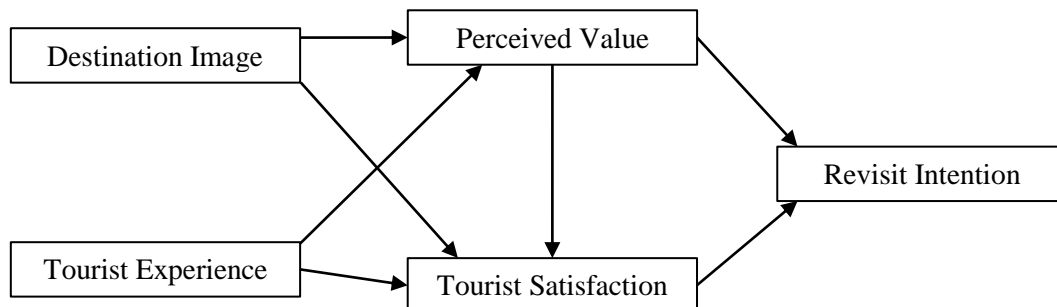 Perceived Value
Destination Image
Revisit Intention
Tourist Experience
Tourist Satisfaction